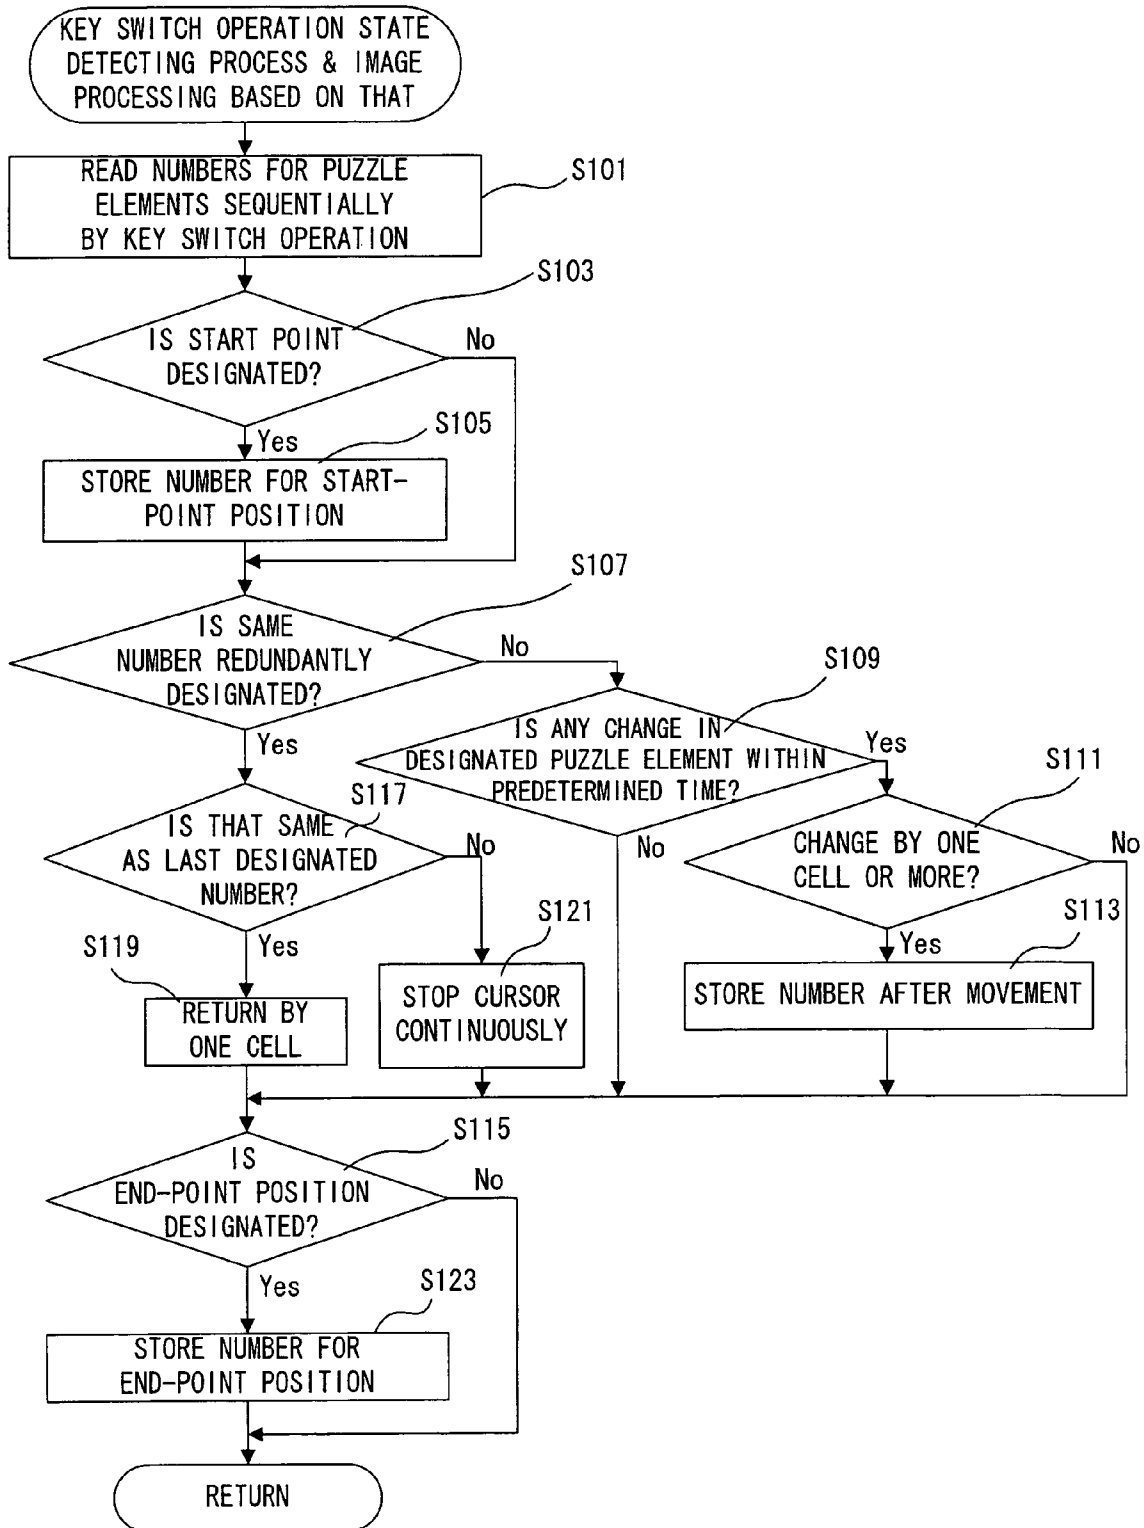 KEY SWITCH OPERATION STATE
DETECTING PROCESS & IMAGE
PROCESSING BASED ON THAT
READ NUMBERS FOR PUZZLE
ELEMENTS SEQUENTIALLY
BY KEY SWITCH OPERATION
S101
S103
IS START POINT
DESIGNATED?
No
Yes
S105
STORE NUMBER FOR START-
POINT POSITION
S107
IS SAME
NUMBER REDUNDANTLY
DESIGNATED?
No
Yes
S109
IS ANY CHANGE IN
DESIGNATED PUZZLE ELEMENT WITHIN
PREDETERMINED TIME?
Yes
No
S111
CHANGE BY ONE
CELL OR MORE?
No
Yes
S113
STORE NUMBER AFTER MOVEMENT
S117
IS THAT SAME
AS LAST DESIGNATED
NUMBER?
No
Yes
S119
RETURN BY
ONE CELL
S121
STOP CURSOR
CONTINUOUSLY
S115
IS
END-POINT POSITION
DESIGNATED?
No
Yes
S123
STORE NUMBER FOR
END-POINT POSITION
RETURN